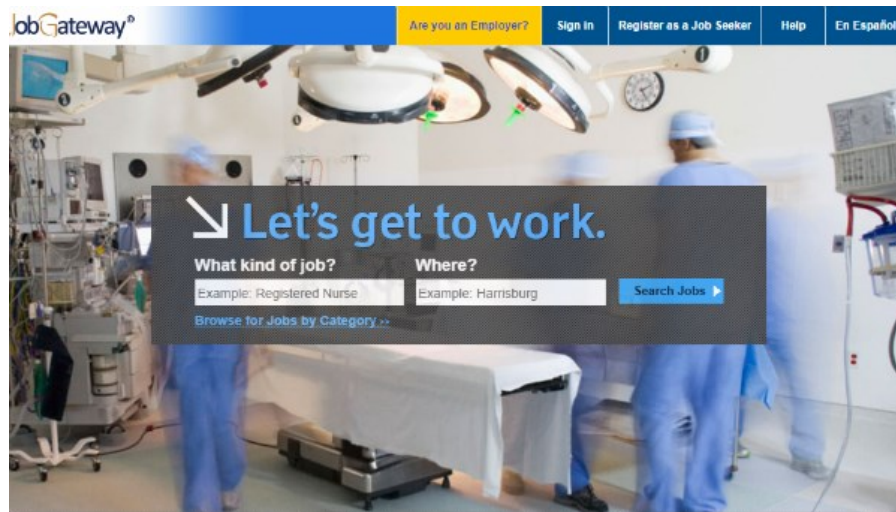 JobGateway®
Are you an Employer?
Sign In
Register as a Job Seeker
Help
En Español
Let's get to work.
What kind of job?
Where?
Example: Registered Nurse
Example: Harrisburg
Search Jobs
Browse for Jobs by Category >>